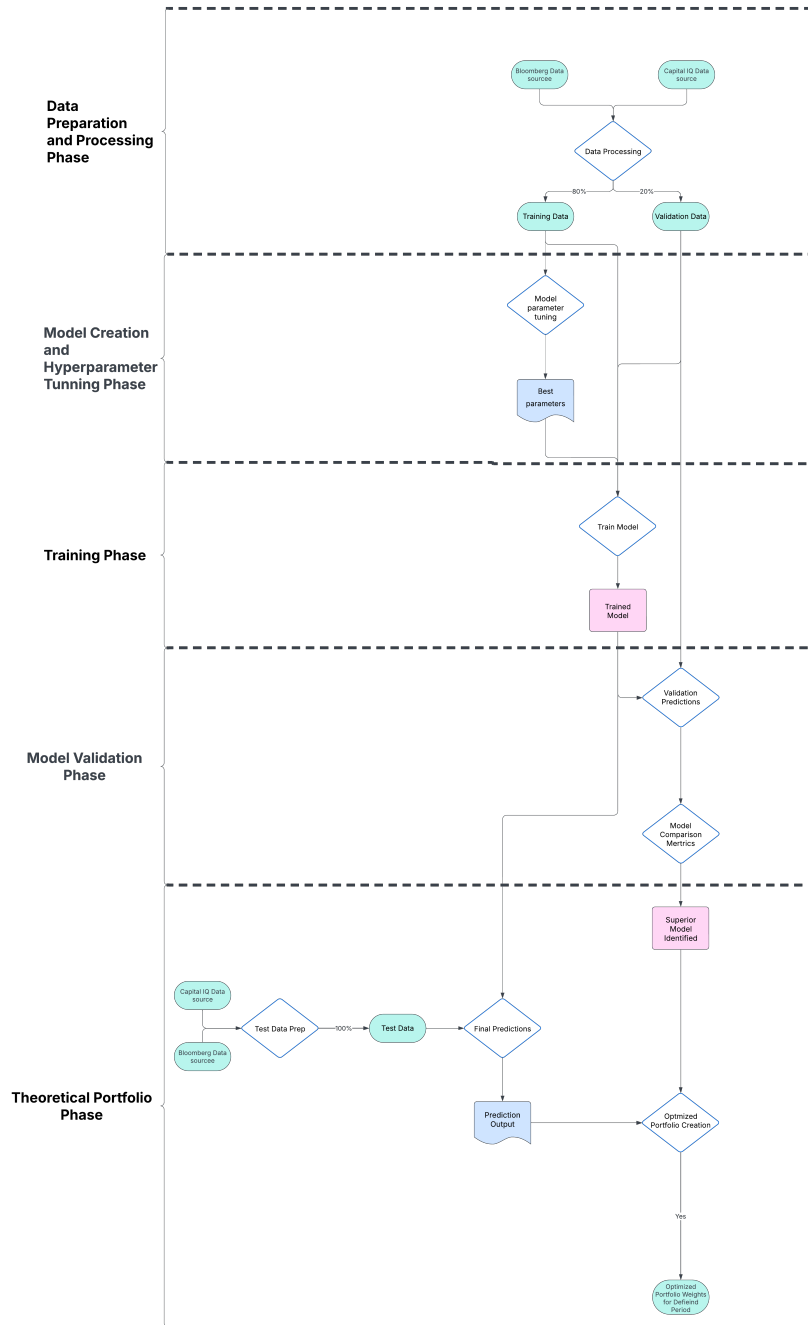 Data
Preparation
and Processing
Phase
Bloomberg Data
sourcee
Capital IQ Data
source
Data Processing
80%
20%
Training Data
Validation Data
Model Creation
and
Hyperparameter
Tunning Phase
Model
parameter
tuning
Best
parameters
Training Phase
Train Model
Trained
Model
Model Validation
Phase
Validation
Predictions
Model
Comparison
Mertrics
Theoretical Portfolio
Phase
Superior
Model
Identified
Capital IQ Data
source
Bloomberg Data
sourcee
Test Data Prep
100%
Test Data
Final Predictions
Prediction
Output
Optmized
Portfolio Creation
Yes
Optimized
Portfolio Weights
for Defieind
Period